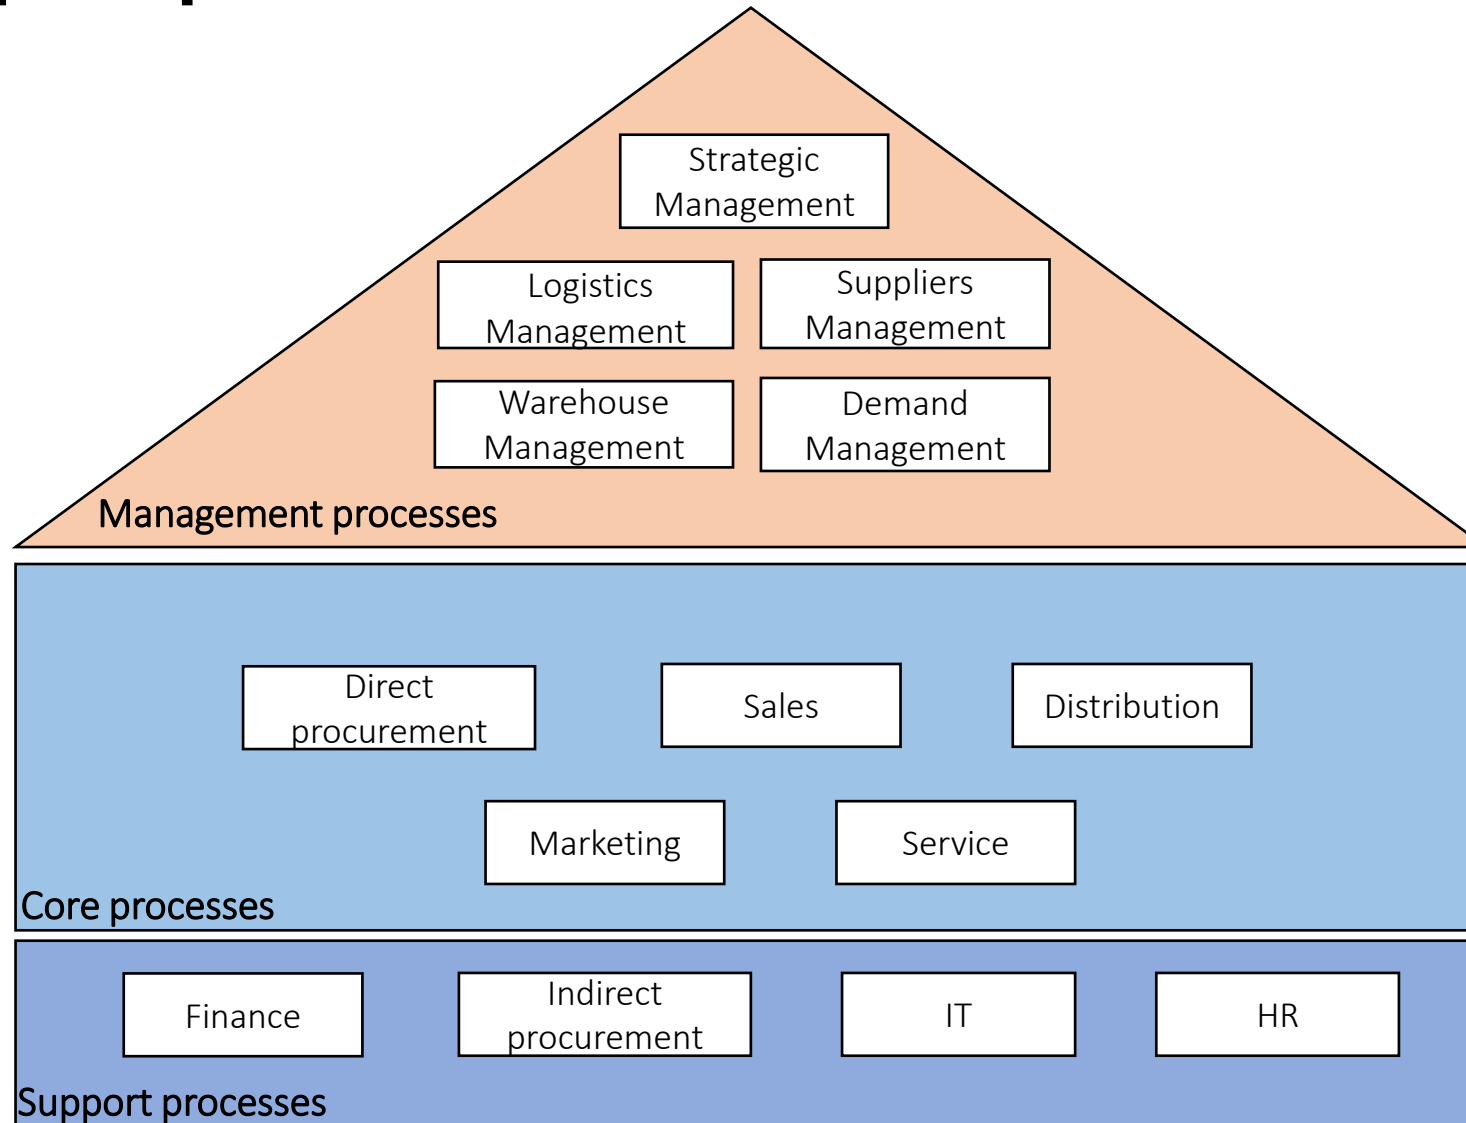 Strategic
Management
Logistics
Management
Suppliers
Management
Warehouse
Management
Demand
Management
Management processes
Direct
procurement
Sales
Distribution
Marketing
Service
Core processes
Finance
Indirect
procurement
IT
HR
Support processes